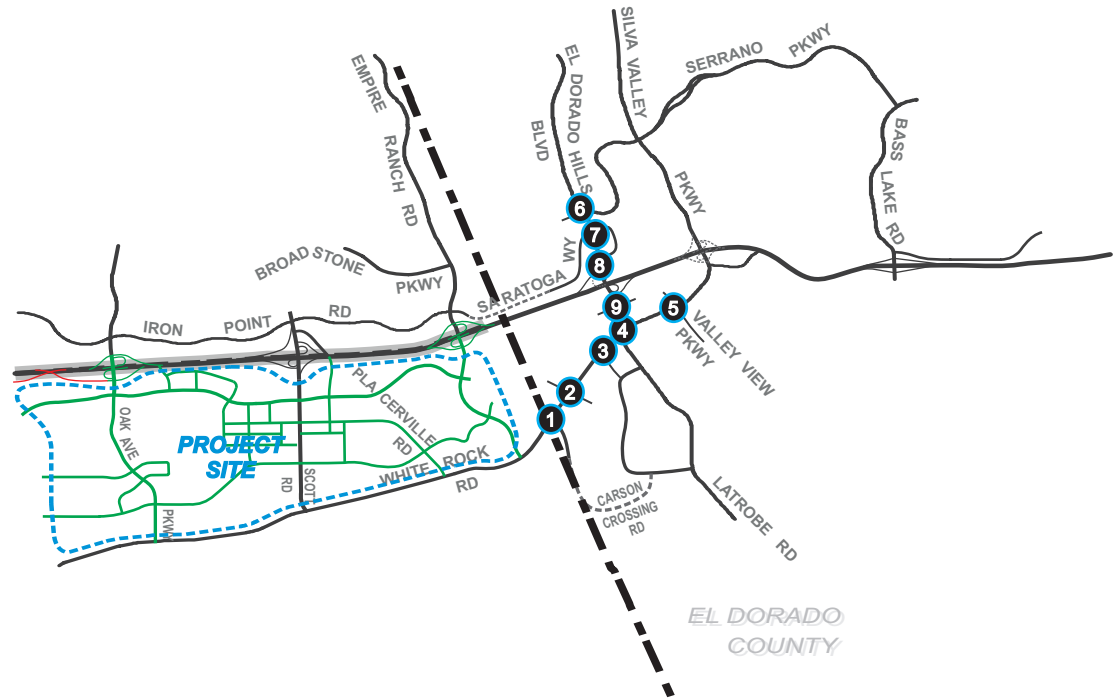 SILVA VALLEY
PKWY
SERRANO
PKWY
EL DORADO HILLS
BLVD
EMPIRE
RANCH RD
BASS
LAKE RD
BROAD STONE
PKWY
SARATOGA
WAY
IRON
POINT
RD
6
7
8
9
5
4
3
2
1
VALLEY VIEW
PKWY
PLA CERVILLE
RD
OAK AVE
PKWY
PROJECT
SITE
SCOTT
RD
WHITE ROCK
RD
CARSON
CROSSING
RD
LATROBE RD
EL DORADO
COUNTY